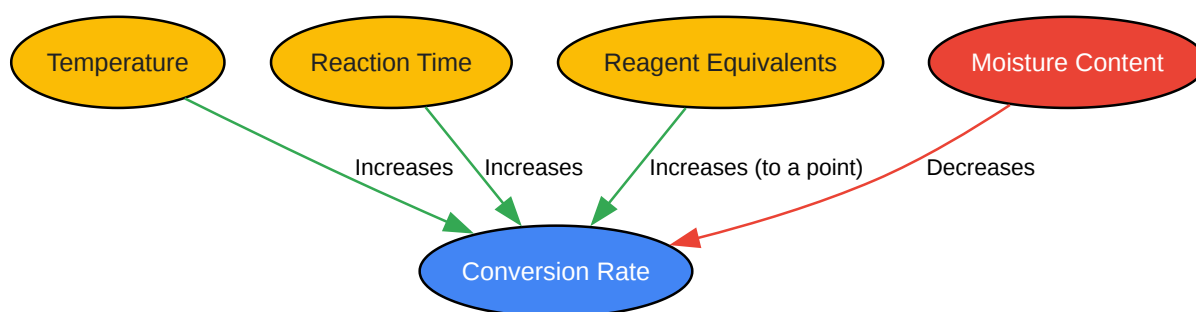 Temperature
Reaction Time
Reagent Equivalents
Moisture Content
Increases
Increases
Increases (to a point)
Decreases
Conversion Rate